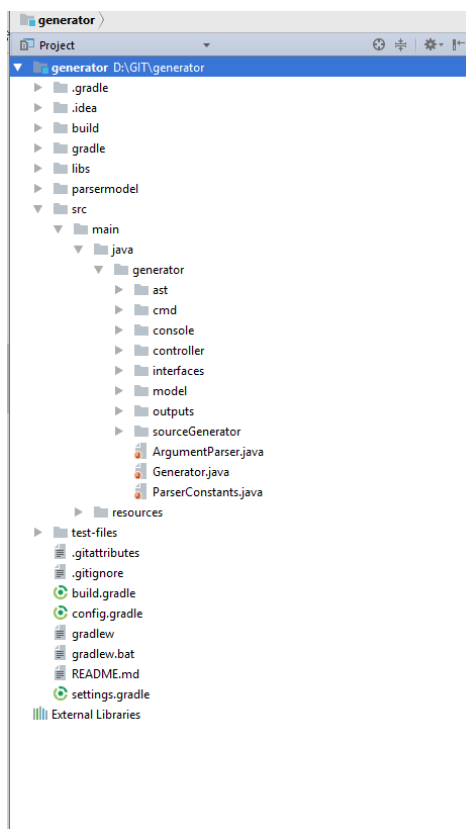 generator
Project
generator D:\GIT\generator
.gradle
.idea
build
gradle
libs
parsermodel
src
main
java
generator
ast
cmd
console
controller
interfaces
model
outputs
sourceGenerator
ArgumentParser.java
Generator.java
ParserConstants.java
resources
test-files
.gitattributes
.gitignore
build.gradle
config.gradle
gradlew
gradlew.bat
README.md
settings.gradle
External Libraries